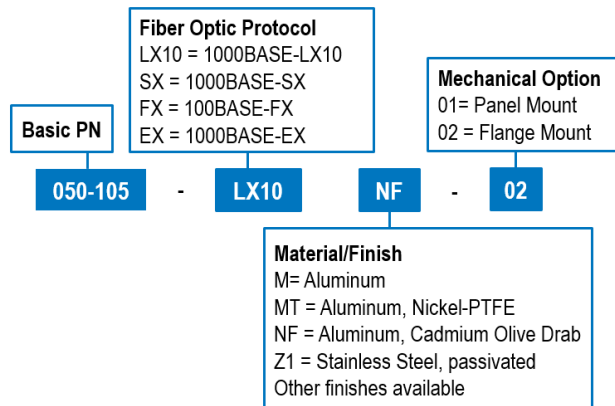 Fiber Optic Protocol
LX10 = 1000BASE-LX10
SX = 1000BASE-SX
FX = 100BASE-FX
EX = 1000BASE-EX
Mechanical Option
01= Panel Mount
02 = Flange Mount
Basic PN
050-105 - LX10 NF - 02
Material/Finish
M= Aluminum
MT = Aluminum, Nickel-PTFE
NF = Aluminum, Cadmium Olive Drab
Z1 = Stainless Steel, passivated
Other finishes available